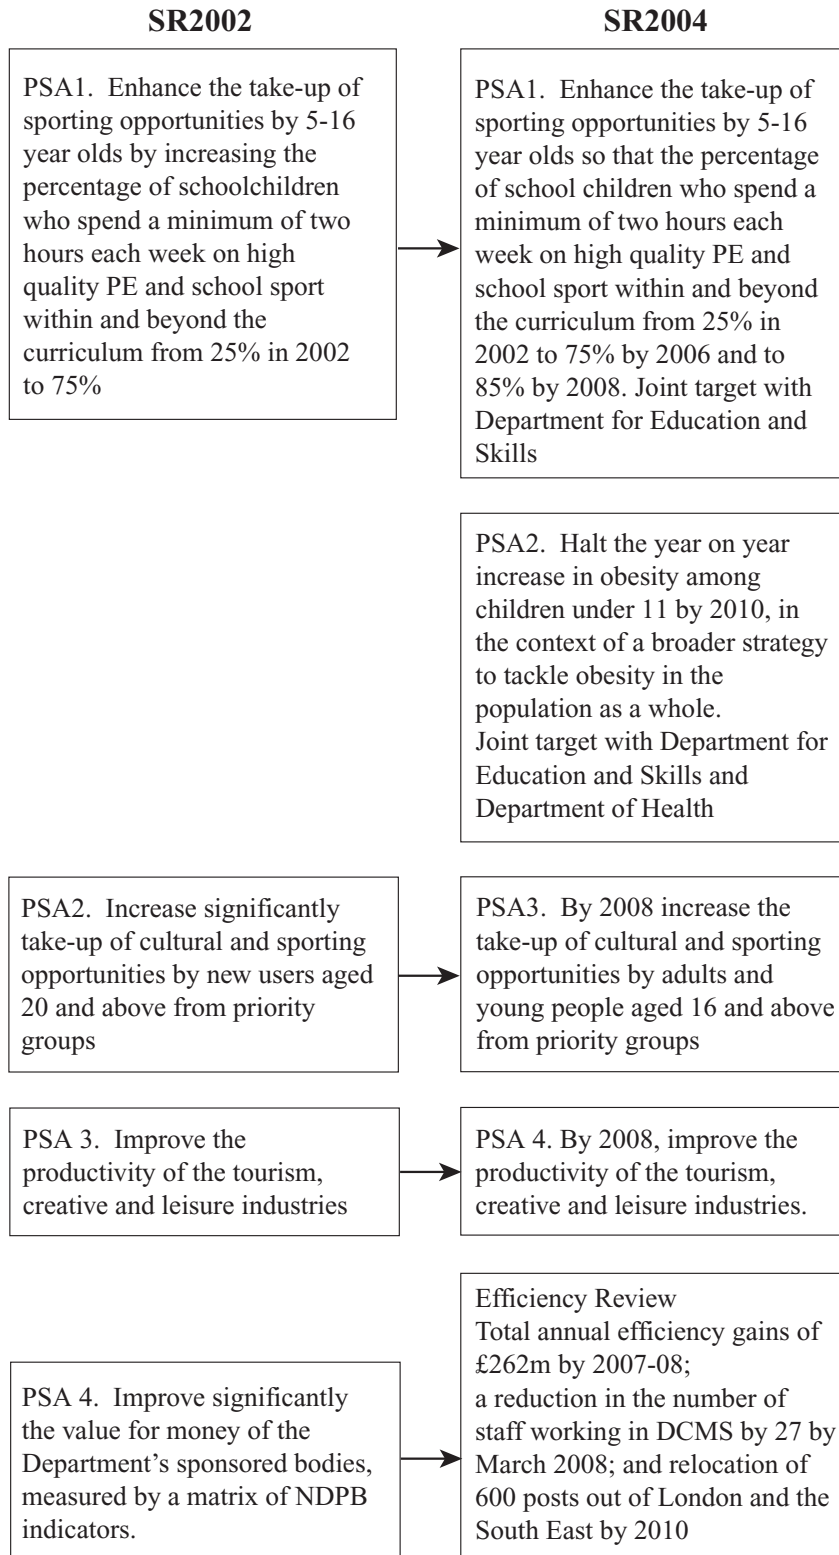 SR2002
SR2004
PSA1.  Enhance the take-up of
sporting opportunities by 5-16
year olds by increasing the
percentage of schoolchildren
who spend a minimum of two
hours each week on high
quality PE and school sport
within and beyond the
curriculum from 25% in 2002
to 75%
PSA1.  Enhance the take-up of
sporting opportunities by 5-16
year olds so that the percentage
of school children who spend a
minimum of two hours each
week on high quality PE and
school sport within and beyond
the curriculum from 25% in
2002 to 75% by 2006 and to
85% by 2008. Joint target with
Department for Education and
Skills
PSA2.  Halt the year on year
increase in obesity among
children under 11 by 2010, in
the context of a broader strategy
to tackle obesity in the
population as a whole.
Joint target with Department for
Education and Skills and
Department of Health
PSA2.  Increase significantly
take-up of cultural and sporting
opportunities by new users aged
20 and above from priority
groups
PSA3.  By 2008 increase the
take-up of cultural and sporting
opportunities by adults and
young people aged 16 and above
from priority groups
PSA 3.  Improve the
productivity of the tourism,
creative and leisure industries
PSA 4. By 2008, improve the
productivity of the tourism,
creative and leisure industries.
PSA 4.  Improve significantly
the value for money of the
Department’s sponsored bodies,
measured by a matrix of NDPB
indicators.
Efficiency Review
Total annual efficiency gains of
£262m by 2007-08;
a reduction in the number of
staff working in DCMS by 27 by
March 2008; and relocation of
600 posts out of London and the
South East by 2010